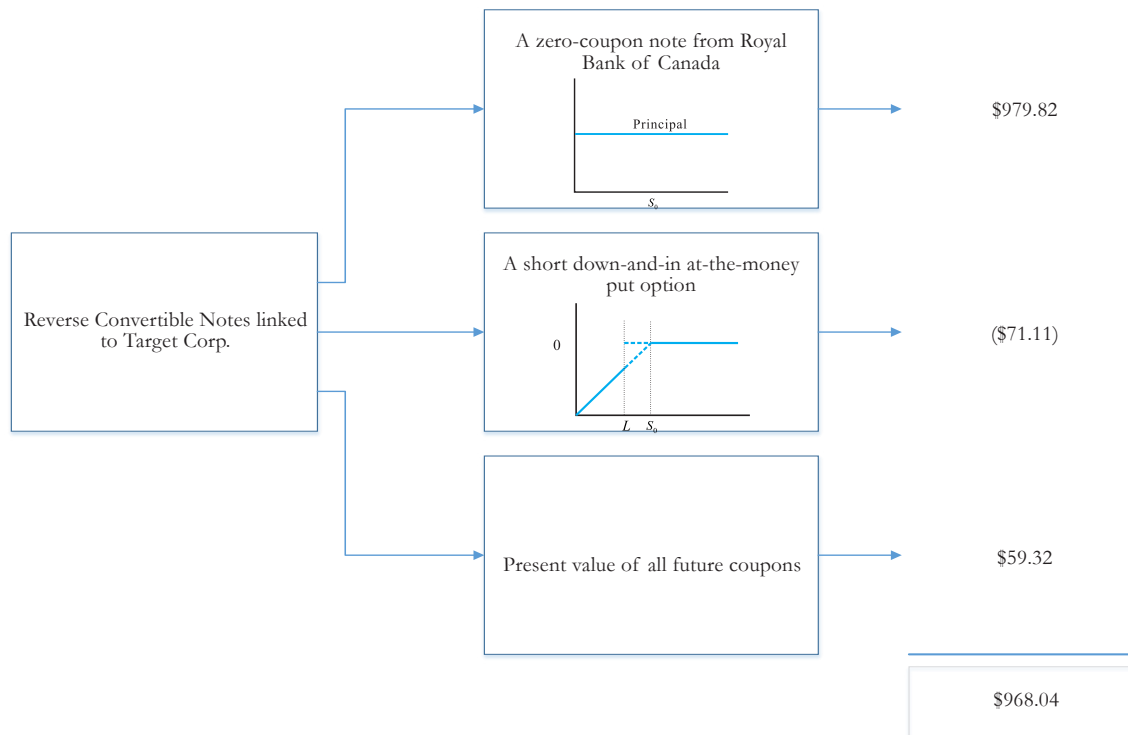 A zero-coupon note from Royal
Bank of Canada
Principal
S₀
$979.82
Reverse Convertible Notes linked
to Target Corp.
A short down-and-in at-the-money
put option
0
L S₀
($71.11)
Present value of all future coupons
$59.32
$968.04